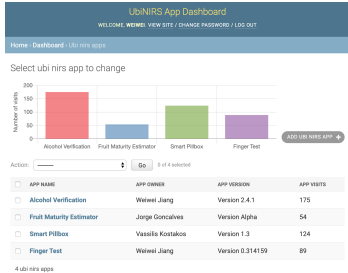 UbiNIRS App Dashboard
WELCOME, WEIWEI. VIEW SITE / CHANGE PASSWORD / LOG OUT
Home › Dashboard › Ubi nirs apps
Select ubi nirs app to change
Number of visits
200
150
100
50
0
Alcohol Verification Fruit Maturity Estimator Smart Pillbox Finger Test
ADD UBI NIRS APP +
Action: --------- Go 0 of 4 selected
APP NAME APP OWNER APP VERSION APP VISITS
Alcohol Verification Weiwei Jiang Version 2.4.1 175
Fruit Maturity Estimator Jorge Goncalves Version Alpha 54
Smart Pillbox Vassilis Kostakos Version 1.3 124
Finger Test Weiwei Jiang Version 0.314159 89
4 ubi nirs apps